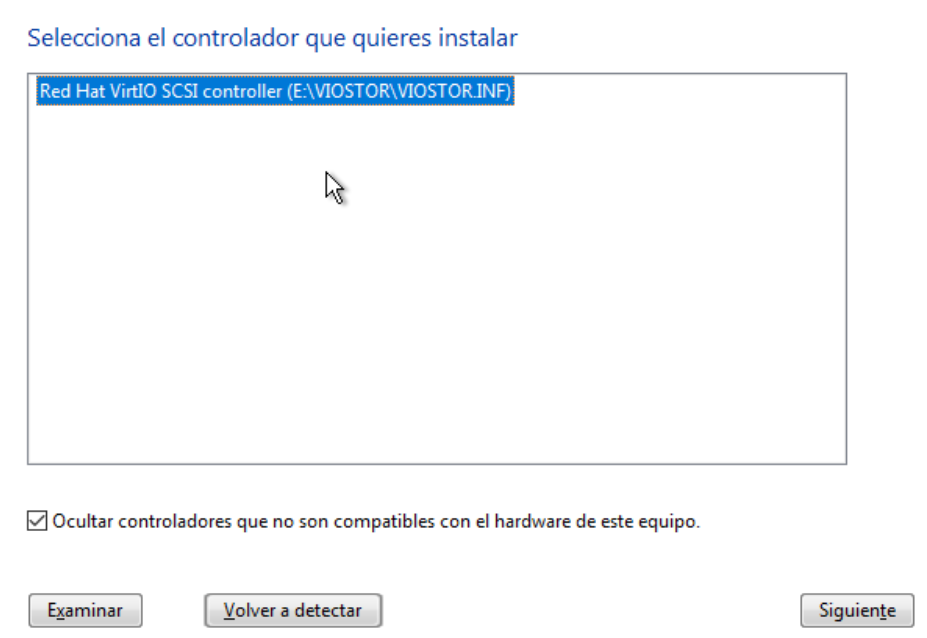 Selecciona el controlador que quieres instalar
Red Hat VirtIO SCSI controller (E:\VIOSTOR\VIOSTOR.INF)
Ocultar controladores que no son compatibles con el hardware de este equipo.
Examinar
Volver a detectar
Siguiente